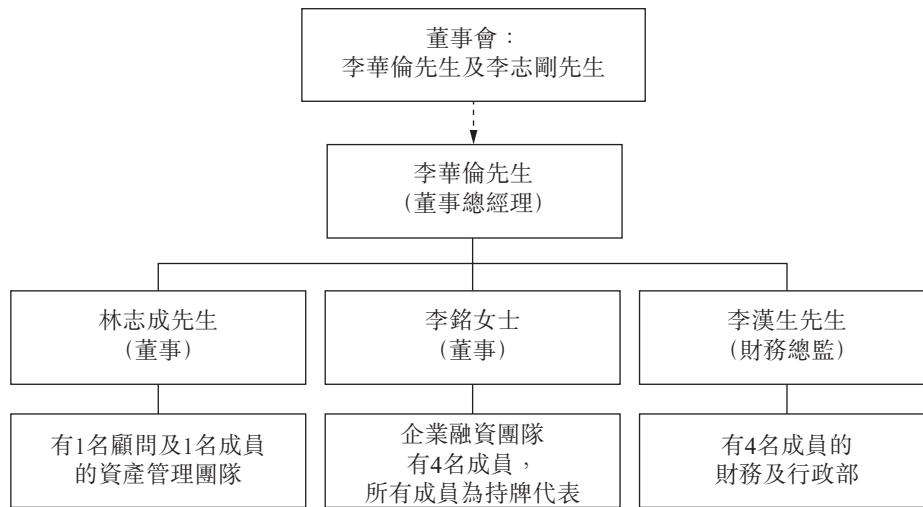 董事會：
李華倫先生及李志剛先生
李華倫先生
（董事總經理）
林志成先生
（董事）
李銘女士
（董事）
李漢生先生
（財務總監）
有1名顧問及1名成員
的資產管理團隊
企業融資團隊
有4名成員，
所有成員為持牌代表
有4名成員的
財務及行政部